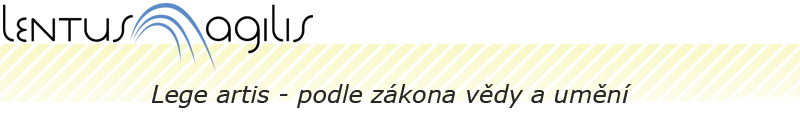 LENTUS AGILIS
Lege artis - podle zákona vědy a umění